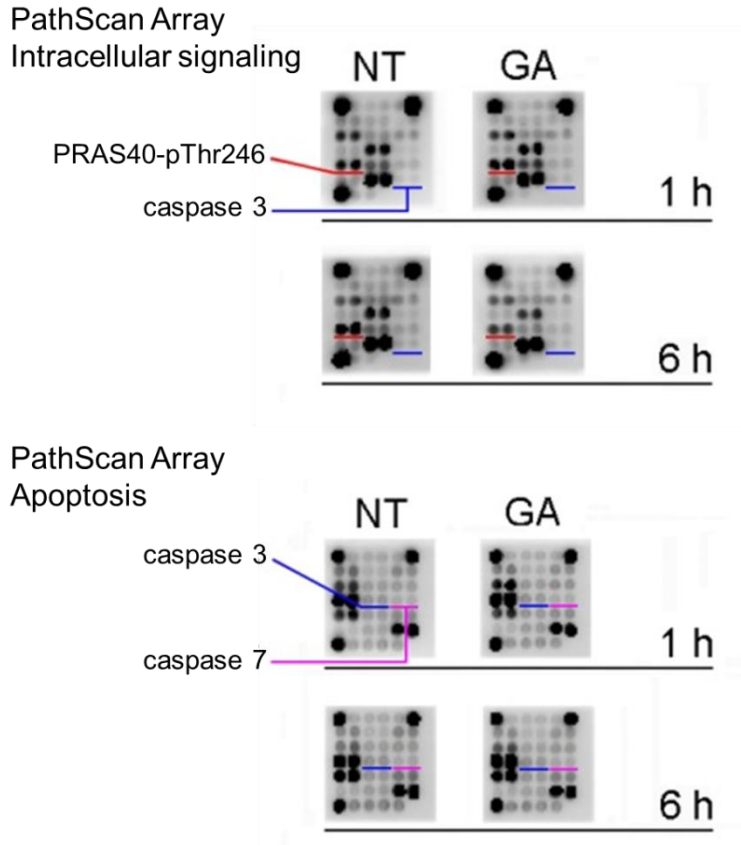 PathScan Array
Intracellular signaling
NT GA
PRAS40-pThr246
caspase 3
1 h
6 h
PathScan Array
Apoptosis
NT GA
caspase 3
caspase 7
1 h
6 h